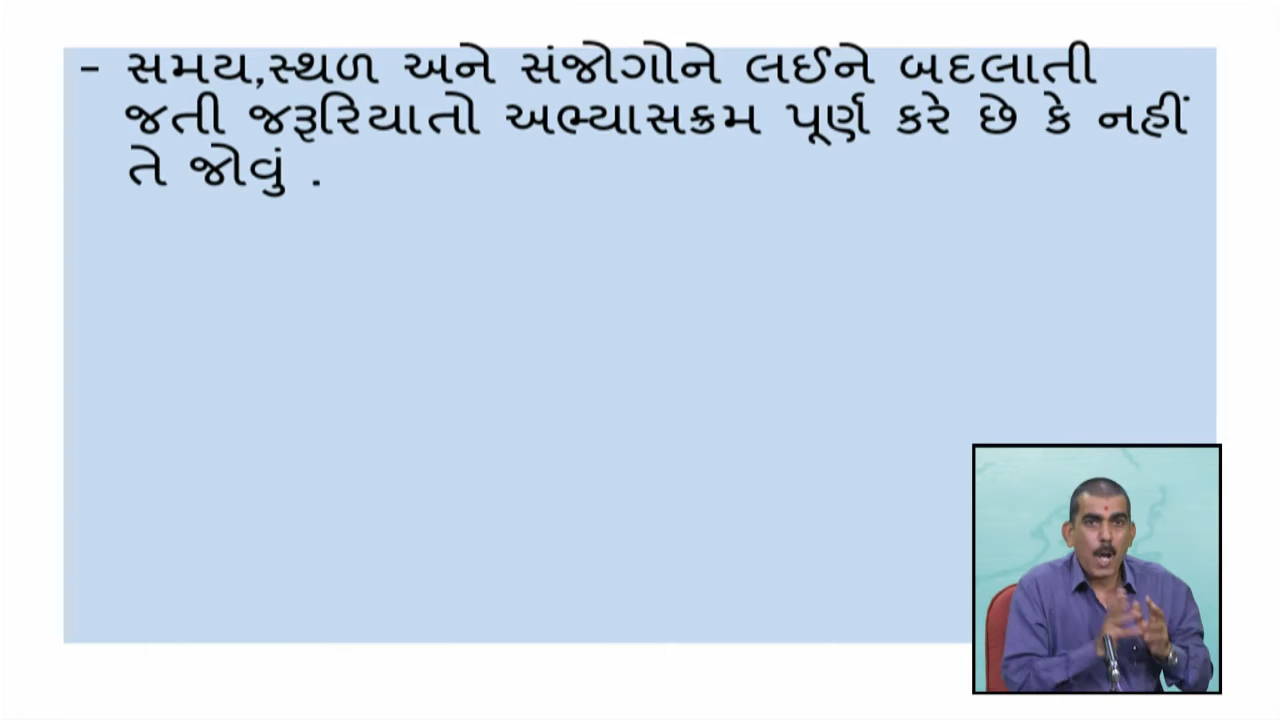 - સમય,સ્થળ અને સંજોગોને લઈને બદલાતી
જતી જરૂરિયાતો અભ્યાસક્રમ પૂર્ણ કરે છે કે નહીં
તે જોવું .